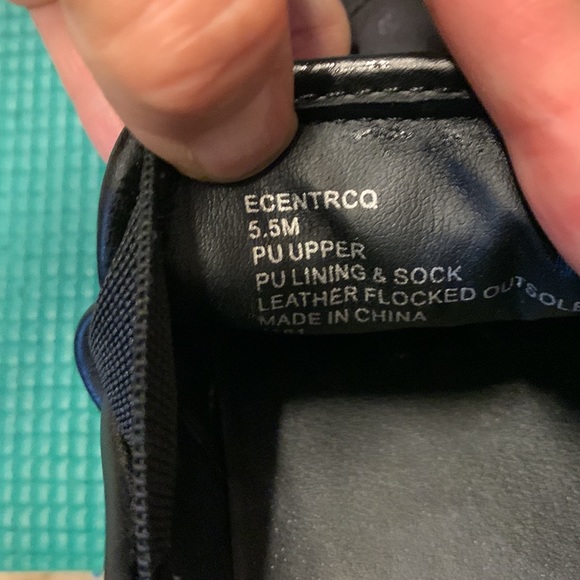 ECENTRCQ
5.5M
PU UPPER
PU LINING & SOCK
LEATHER FLOCKED OUTSOLE
MADE IN CHINA